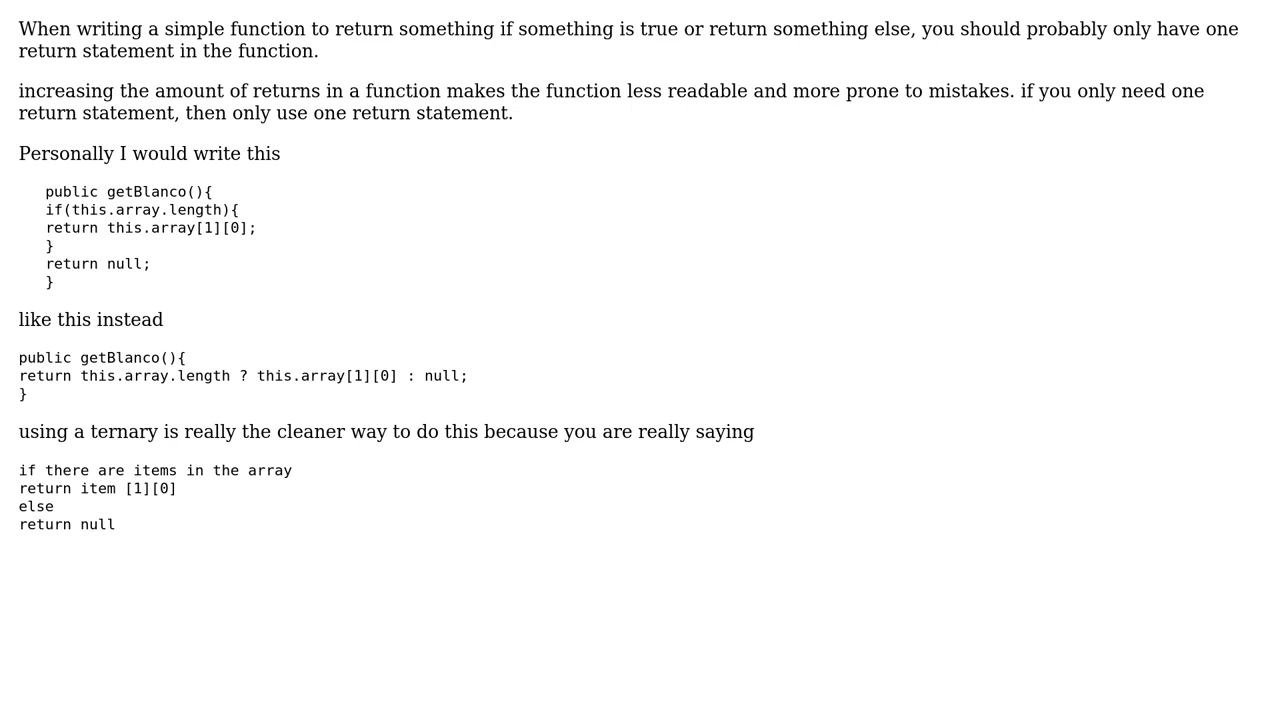 When writing a simple function to return something if something is true or return something else, you should probably only have one
return statement in the function.
increasing the amount of returns in a function makes the function less readable and more prone to mistakes. if you only need one
return statement, then only use one return statement.
Personally I would write this
public getBlanco(){
if(this.array.length){
return this.array[1][0];
}
return null;
}
like this instead
public getBlanco(){
return this.array.length ? this.array[1][0] : null;
}
using a ternary is really the cleaner way to do this because you are really saying
if there are items in the array
return item [1][0]
else
return null